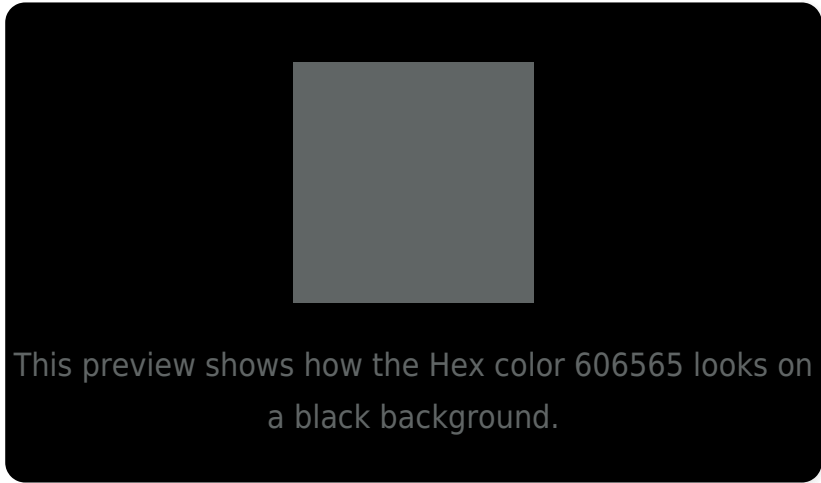 This preview shows how the Hex color 606565 looks on
a black background.